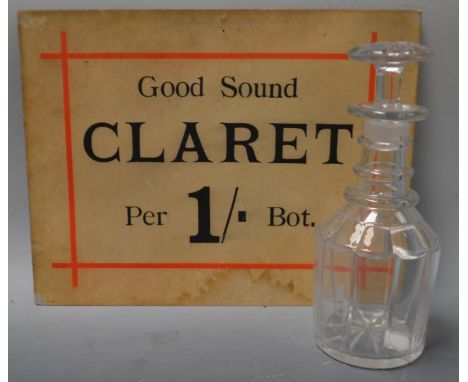 Good Sound
CLARET
Per 1/- Bot.